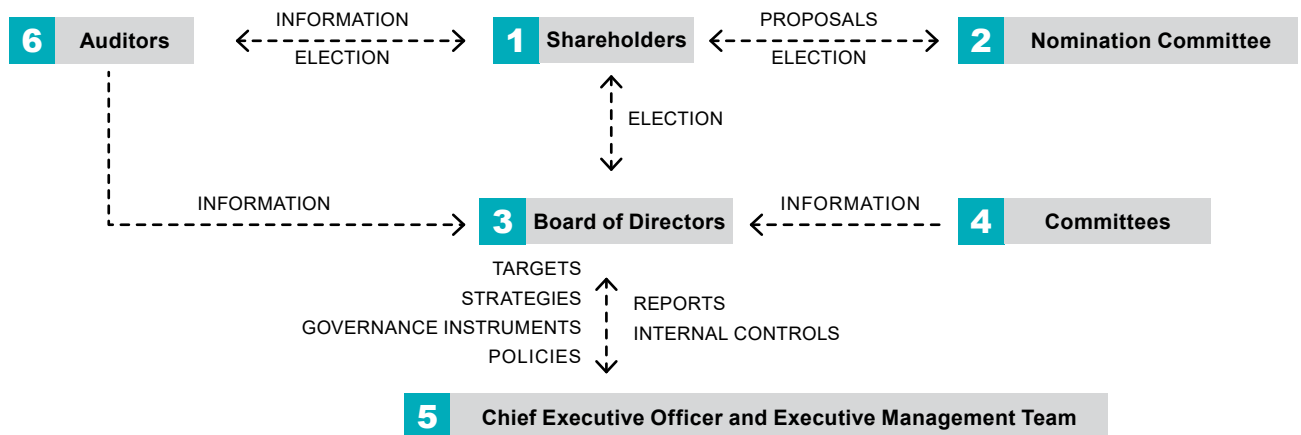 INFORMATION
PROPOSALS
6 Auditors
1 Shareholders
2 Nomination Committee
ELECTION
ELECTION
ELECTION
INFORMATION
INFORMATION
3 Board of Directors
4 Committees
TARGETS
STRATEGIES
GOVERNANCE INSTRUMENTS
POLICIES
REPORTS
INTERNAL CONTROLS
5 Chief Executive Officer and Executive Management Team